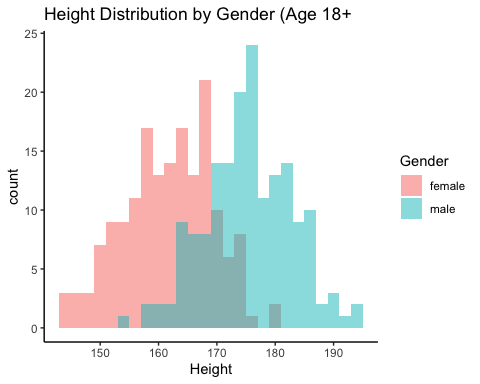 Height Distribution by Gender (Age 18+
25
20
15
10
5
0
count
150 160 170 180 190
Height
Gender
female
male